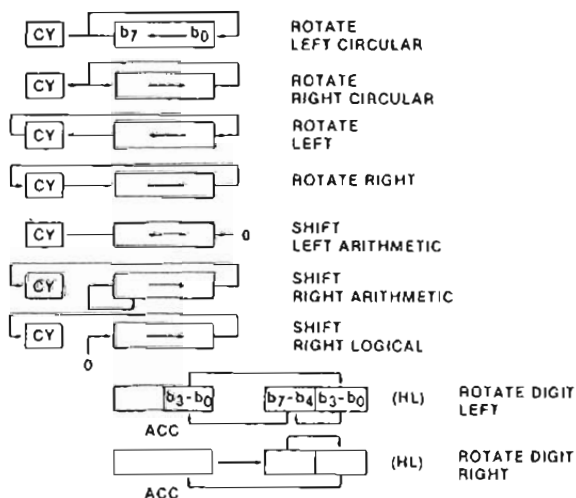 CY b7 b0 ROTATE
LEFT CIRCULAR
CY ROTATE
RIGHT CIRCULAR
CY ROTATE
LEFT
CY ROTATE RIGHT
CY 0 SHIFT
LEFT ARITHMETIC
CY SHIFT
RIGHT ARITHMETIC
CY SHIFT
RIGHT LOGICAL
0
b3-b0 b7-b4 b3-b0 (HL) ROTATE DIGIT
LEFT
ACC
(HL) ROTATE DIGIT
RIGHT
ACC